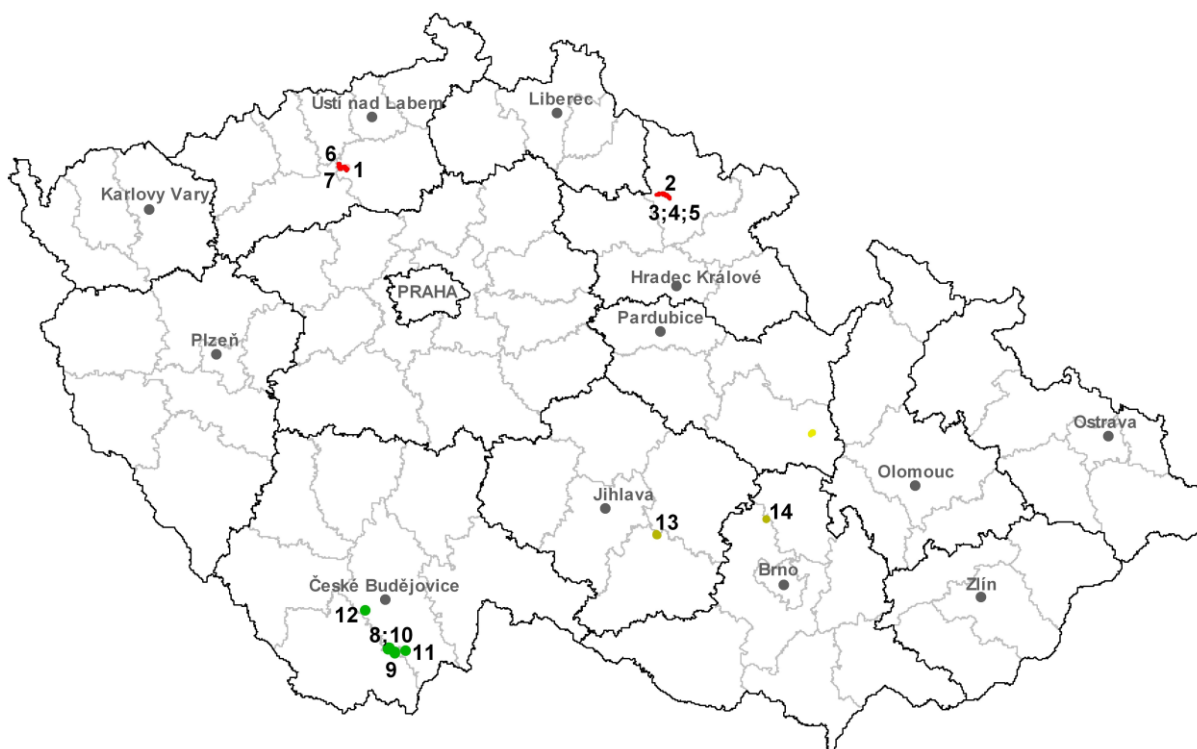 Ústí nad Labem
Liberec
6
1
7
Karlovy Vary
2
3;4;5
Hradec Králové
PRAHA
Pardubice
Plzeň
Ostrava
Olomouc
Jihlava
13
14
Brno
České Budějovice
Zlín
12
8;10
11
9